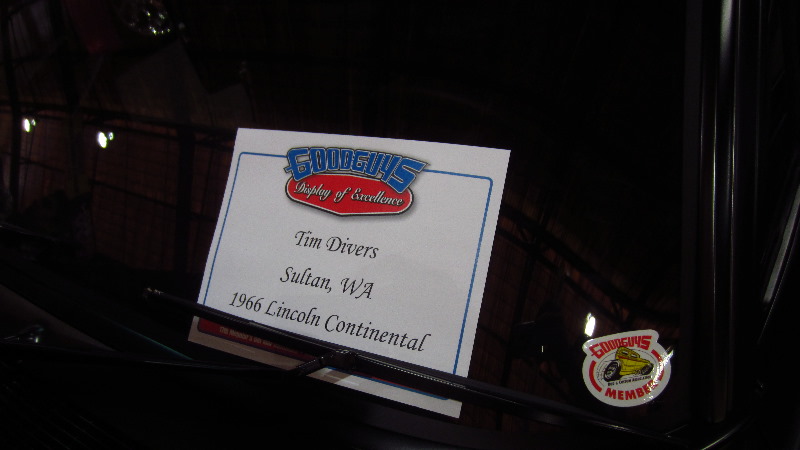 GOODGUYS
Display of Excellence
Tim Divers
Sultan, WA
1966 Lincoln Continental
GOODGUYS
MEMBER